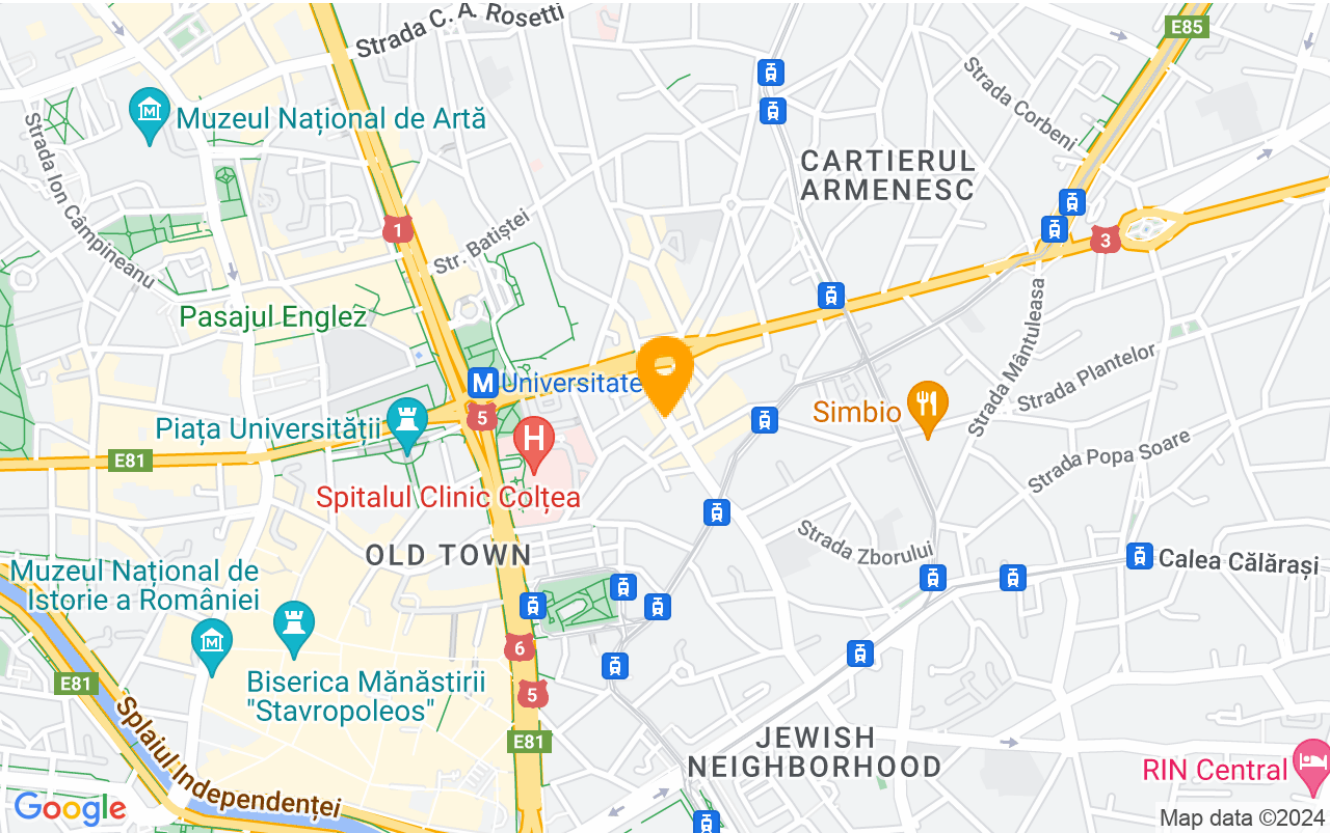 Strada C. A. Rosetti
E85
Strada Corbeni
Muzeul Național de Artă
Strada Ion Câmpineanu
CARTIERUL
ARMENESC
1
Str. Batiștei
3
Pasajul Englez
Strada Mântuleasa
Strada Plantelor
M Universitate
5
Simbio
Piața Universității
H
E81
Spitalul Clinic Colțea
Strada Popa Soare
Strada Zborului
OLD TOWN
Calea Călărași
Muzeul Național de
Istorie a României
6
E81
Biserica Mănăstirii
"Stavropoleos"
5
E81
JEWISH
NEIGHBORHOOD
Splaiul Independenței
RIN Central
Google
Map data ©2024